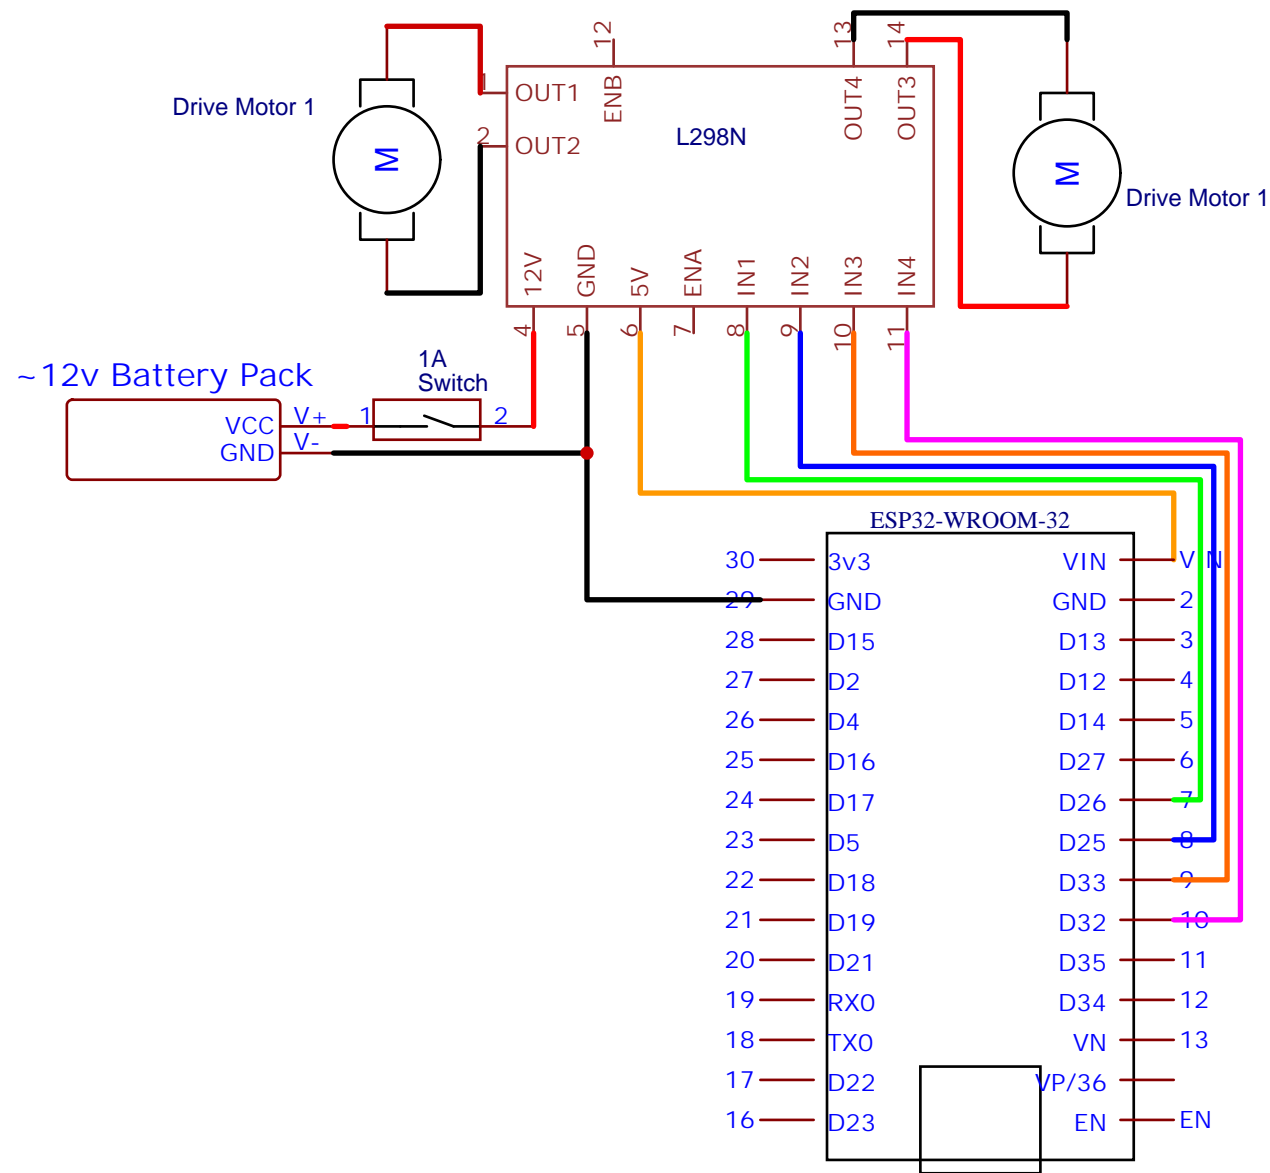 12
13
14
1
OUT1
ENB
OUT4
OUT3
Drive Motor 1
L298N
2
OUT2
M
M
Drive Motor 1
12V
GND
5V
ENA
IN1
IN2
IN3
IN4
4
5
6
7
8
9
10
11
~12v Battery Pack
1A
Switch
VCC
V+
1
2
GND
V-
ESP32-WROOM-32
30
3v3
VIN
VIN
29
GND
GND
2
28
D15
D13
3
27
D2
D12
4
26
D4
D14
5
25
D16
D27
6
24
D17
D26
7
23
D5
D25
8
22
D18
D33
9
21
D19
D32
10
20
D21
D35
11
19
RX0
D34
12
18
TX0
VN
13
17
D22
VP/36
16
D23
EN
EN